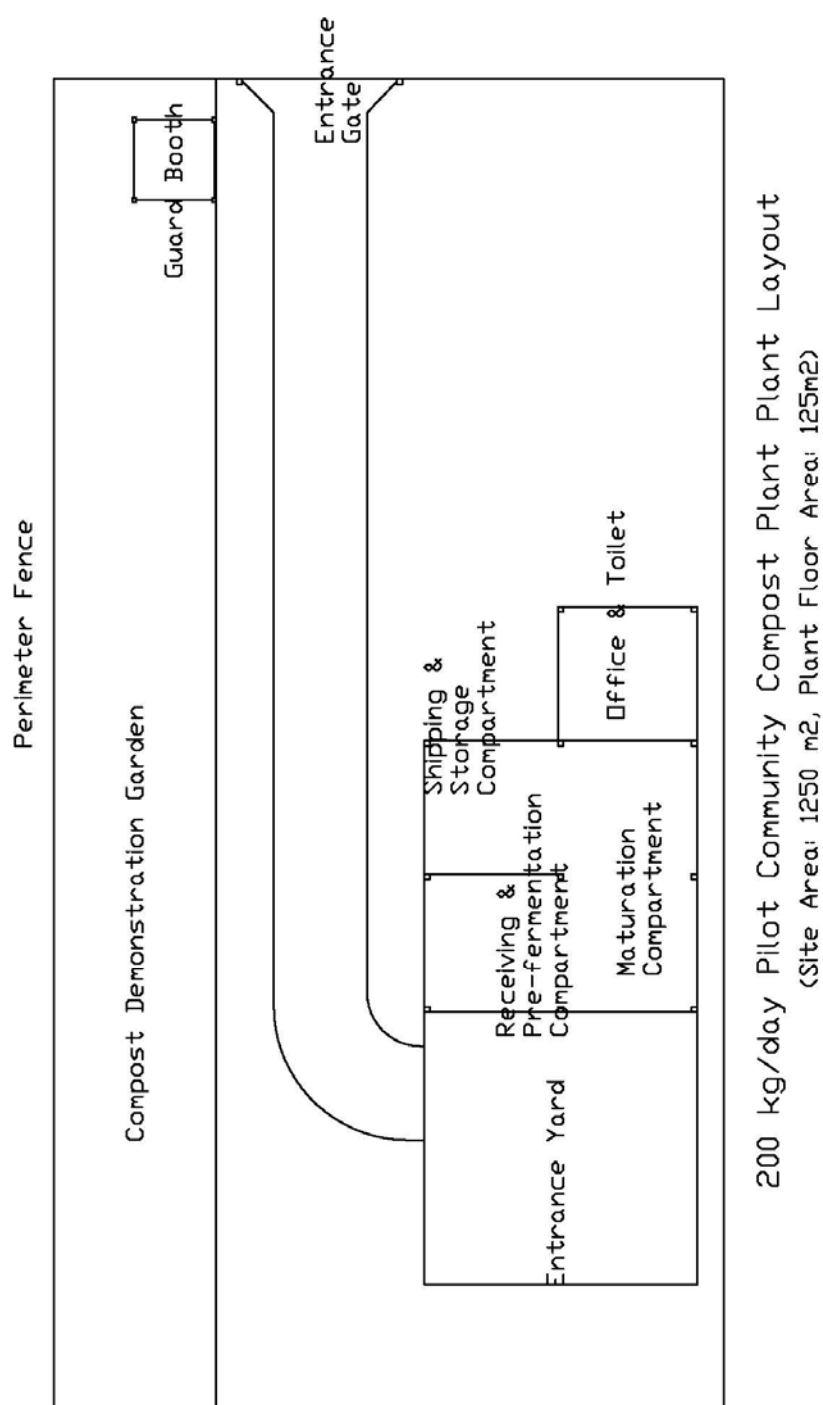 Perimeter Fence
Compost Demonstration Garden
Guard Booth
Entrance
Gate
Shipping &
Storage
Compartment
Receiving &
Pre-fermentation
Compartment
Entrance Yard
Office & Toilet
Maturation
Compartment
200 kg/day Pilot Community Compost Plant Plant Layout
(Site Area: 1250 m2, Plant Floor Area: 125m2)